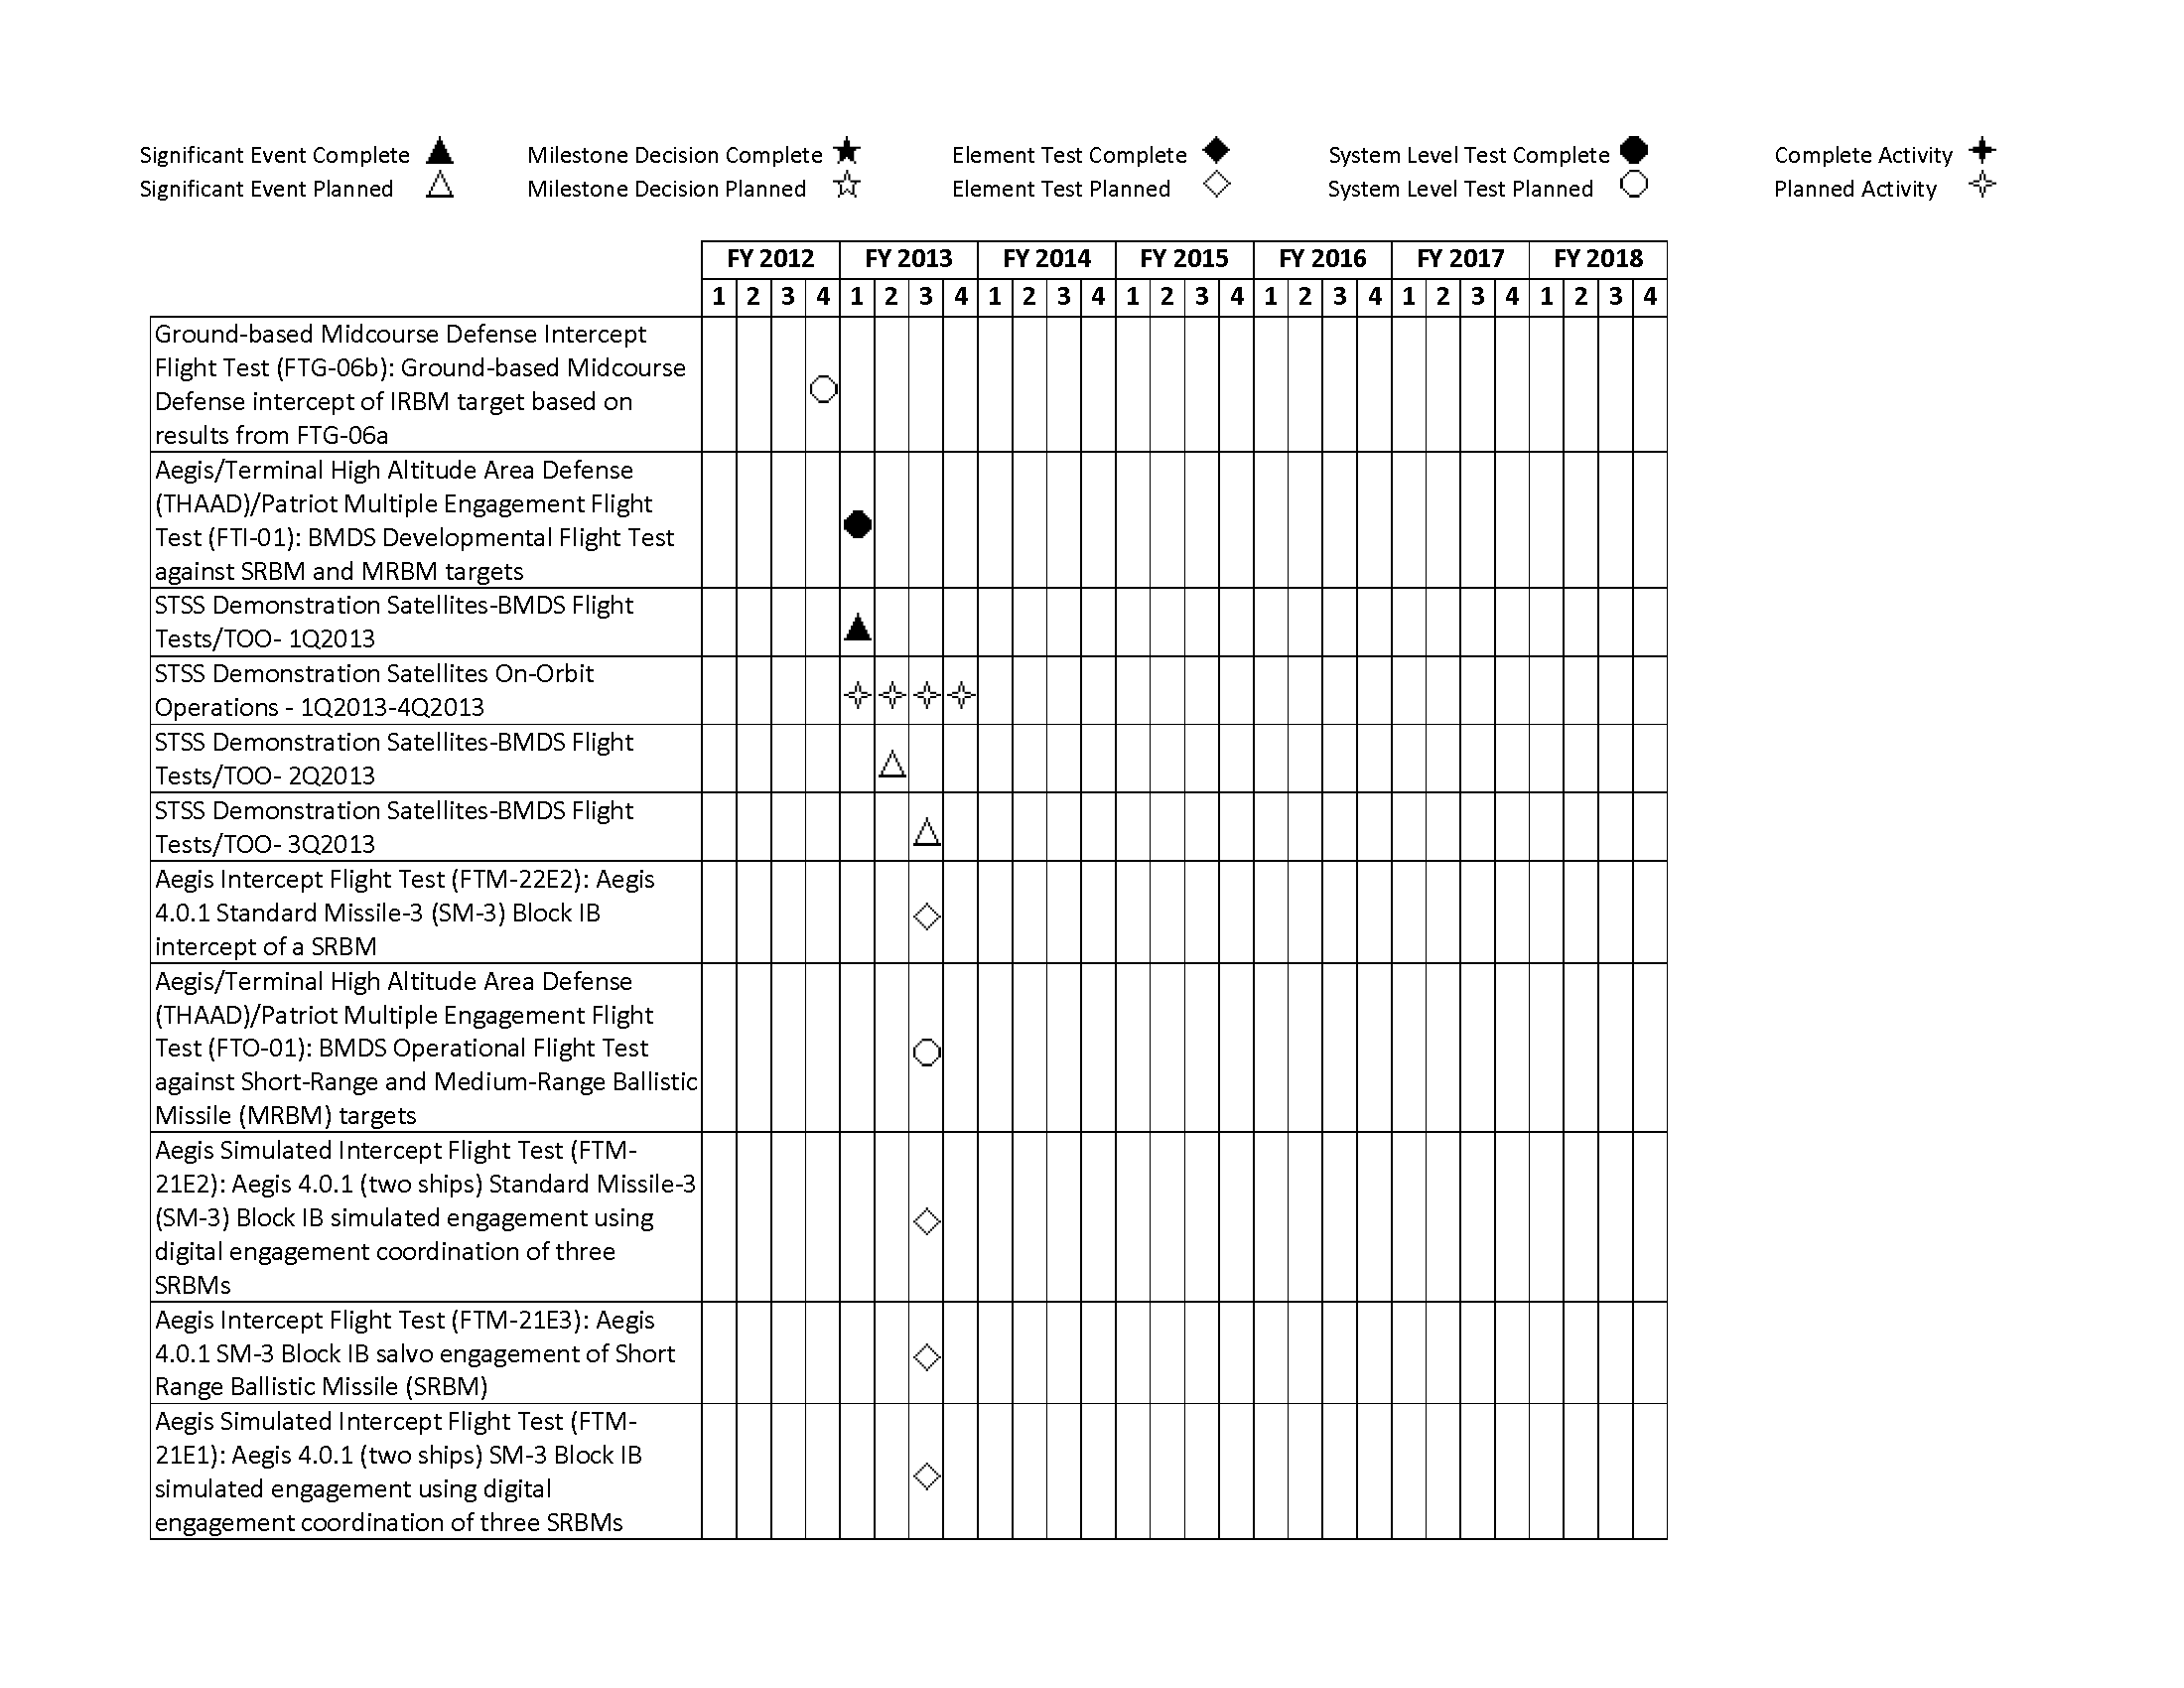 Significant Event Complete
Milestone Decision Complete
Element Test Complete
System Level Test Complete
Complete Activity
Significant Event Planned
Milestone Decision Planned
Element Test Planned
System Level Test Planned
Planned Activity
FY 2012 FY 2013 FY 2014 FY 2015 FY 2016 FY 2017 FY 2018
1 2 3 4 1 2 3 4 1 2 3 4 1 2 3 4 1 2 3 4 1 2 3 4 1 2 3 4
Ground-based Midcourse Defense Intercept
Flight Test (FTG-06b): Ground-based Midcourse
Defense intercept of IRBM target based on
results from FTG-06a
Aegis/Terminal High Altitude Area Defense
(THAAD)/Patriot Multiple Engagement Flight
Test (FTI-01): BMDS Developmental Flight Test
against SRBM and MRBM targets
STSS Demonstration Satellites-BMDS Flight
Tests/TOO- 1Q2013
STSS Demonstration Satellites On-Orbit
Operations - 1Q2013-4Q2013
STSS Demonstration Satellites-BMDS Flight
Tests/TOO- 2Q2013
STSS Demonstration Satellites-BMDS Flight
Tests/TOO- 3Q2013
Aegis Intercept Flight Test (FTM-22E2): Aegis
4.0.1 Standard Missile-3 (SM-3) Block IB
intercept of a SRBM
Aegis/Terminal High Altitude Area Defense
(THAAD)/Patriot Multiple Engagement Flight
Test (FTO-01): BMDS Operational Flight Test
against Short-Range and Medium-Range Ballistic
Missile (MRBM) targets
Aegis Simulated Intercept Flight Test (FTM-
21E2): Aegis 4.0.1 (two ships) Standard Missile-3
(SM-3) Block IB simulated engagement using
digital engagement coordination of three
SRBMs
Aegis Intercept Flight Test (FTM-21E3): Aegis
4.0.1 SM-3 Block IB salvo engagement of Short
Range Ballistic Missile (SRBM)
Aegis Simulated Intercept Flight Test (FTM-
21E1): Aegis 4.0.1 (two ships) SM-3 Block IB
simulated engagement using digital
engagement coordination of three SRBMs